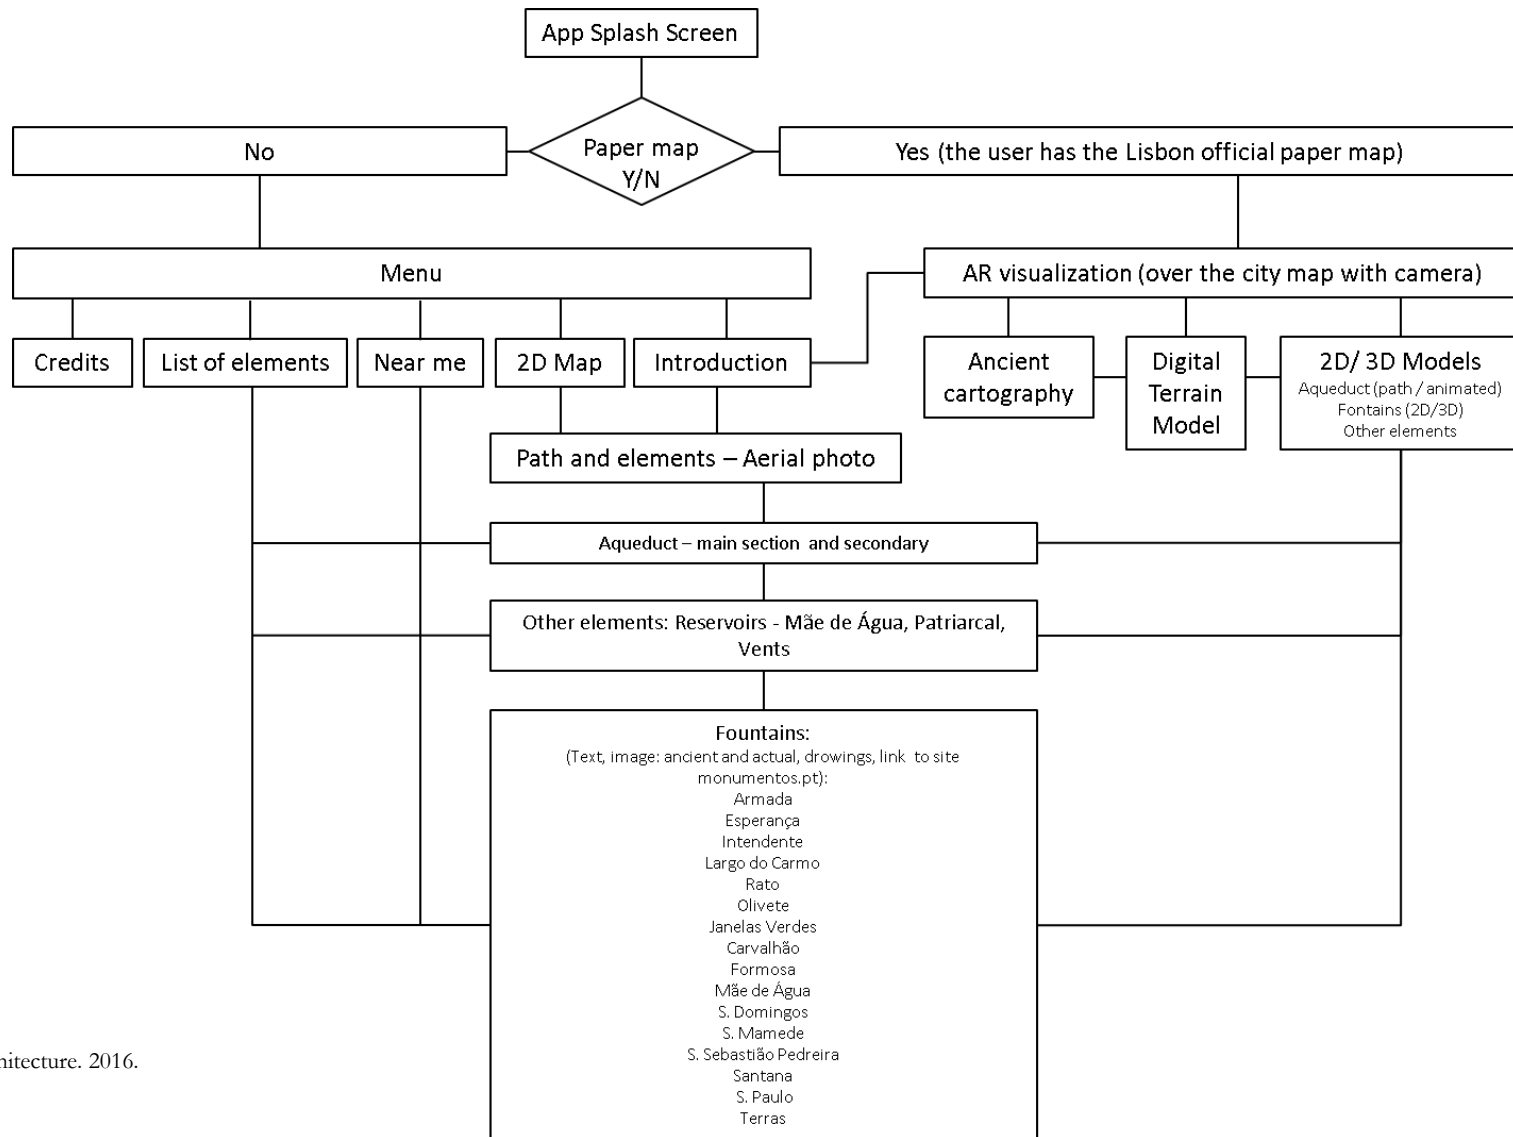 App Splash Screen
No
Paper map
Y/N
Yes (the user has the Lisbon official paper map)
Menu
AR visualization (over the city map with camera)
Credits
List of elements
Near me
2D Map
Introduction
Ancient
cartography
Digital
Terrain
Model
2D/ 3D Models
Aqueduct (path / animated)
Fontains (2D/3D)
Other elements
Path and elements – Aerial photo
Aqueduct – main section and secondary
Other elements: Reservoirs - Mãe de Água, Patriarcal,
Vents
Fountains:
(Text, image: ancient and actual, drowings, link to site
monumentos.pt):
Armada
Esperança
Intendente
Largo do Carmo
Rato
Olivete
Janelas Verdes
Carvalhão
Formosa
Mãe de Água
S. Domingos
S. Mamede
S. Sebastião Pedreira
Santana
S. Paulo
Terras
hitecture. 2016.